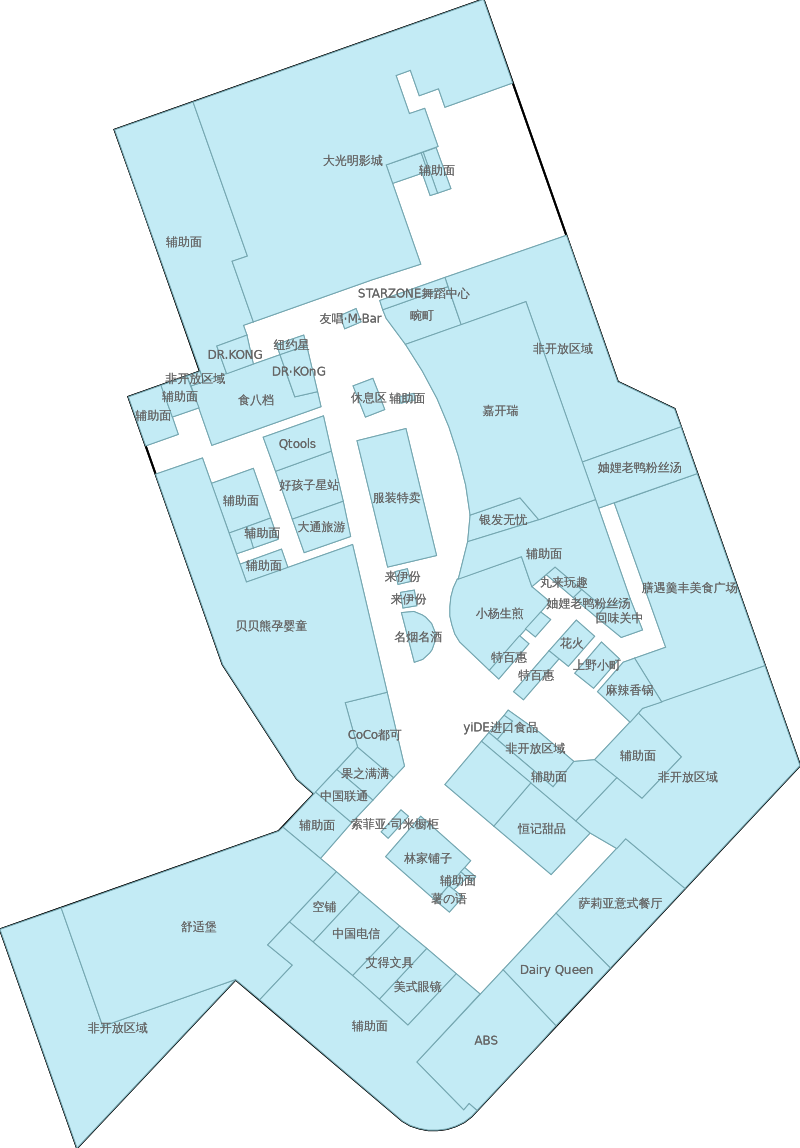 大光明影城
辅助面
辅助面
STARZONE舞蹈中心
畹町
友唱·M-Bar
纽约星
DR.KONG
非开放区域
DR·KOnG
非开放区域
辅助面
食八档
休息区
辅助面
辅助面
嘉开瑞
Qtools
妯娌老鸭粉丝汤
好孩子星站
服装特卖
辅助面
银发无忧
大通旅游
辅助面
辅助面
辅助面
来伊份
丸来玩趣
膳遇羹丰美食广场
来伊份
妯娌老鸭粉丝汤
小杨生煎
回味关中
贝贝熊孕婴童
名烟名酒
花火
特百惠
上野小町
特百惠
麻辣香锅
yiDE进口食品
CoCo都可
非开放区域
辅助面
果之满满
辅助面
非开放区域
中国联通
辅助面
索菲亚·司米橱柜
恒记甜品
林家铺子
辅助面
薯の语
萨莉亚意式餐厅
空铺
舒适堡
中国电信
艾得文具
Dairy Queen
美式眼镜
非开放区域
辅助面
ABS